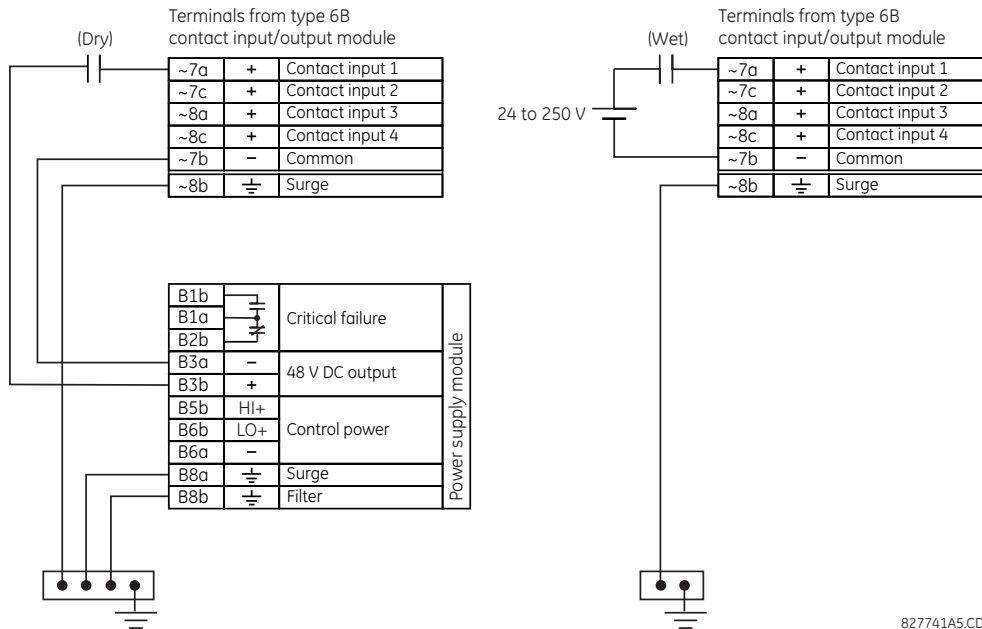 Terminals from type 6B
contact input/output module
(Dry)
~7a + Contact input 1
~7c + Contact input 2
~8a + Contact input 3
~8c + Contact input 4
~7b – Common
~8b Surge
B1b
B1a Critical failure
B2b
B3a – 48 V DC output
B3b +
B5b HI+
B6b LO+ Control power
B6a –
B8a Surge
B8b Filter
Power supply module
Terminals from type 6B
contact input/output module
(Wet)
24 to 250 V
~7a + Contact input 1
~7c + Contact input 2
~8a + Contact input 3
~8c + Contact input 4
~7b – Common
~8b Surge
827741A5.CD